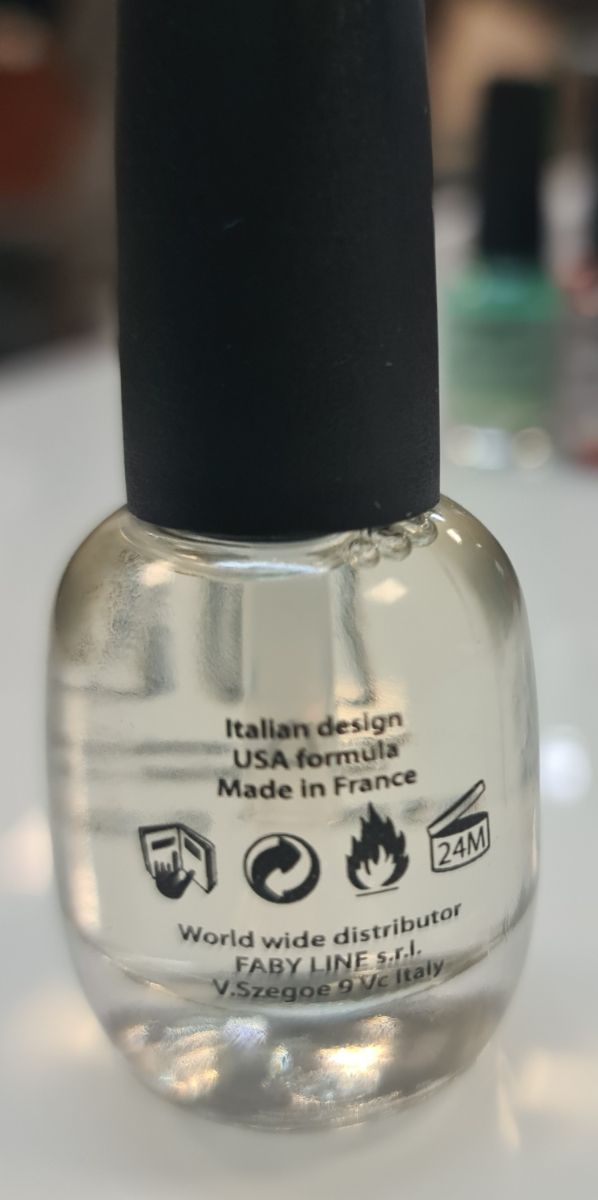 Italian design
USA formula
Made in France
24M
World wide distributor
FABY LINE s.r.l.
V.Szegoe 9 Vc Italy